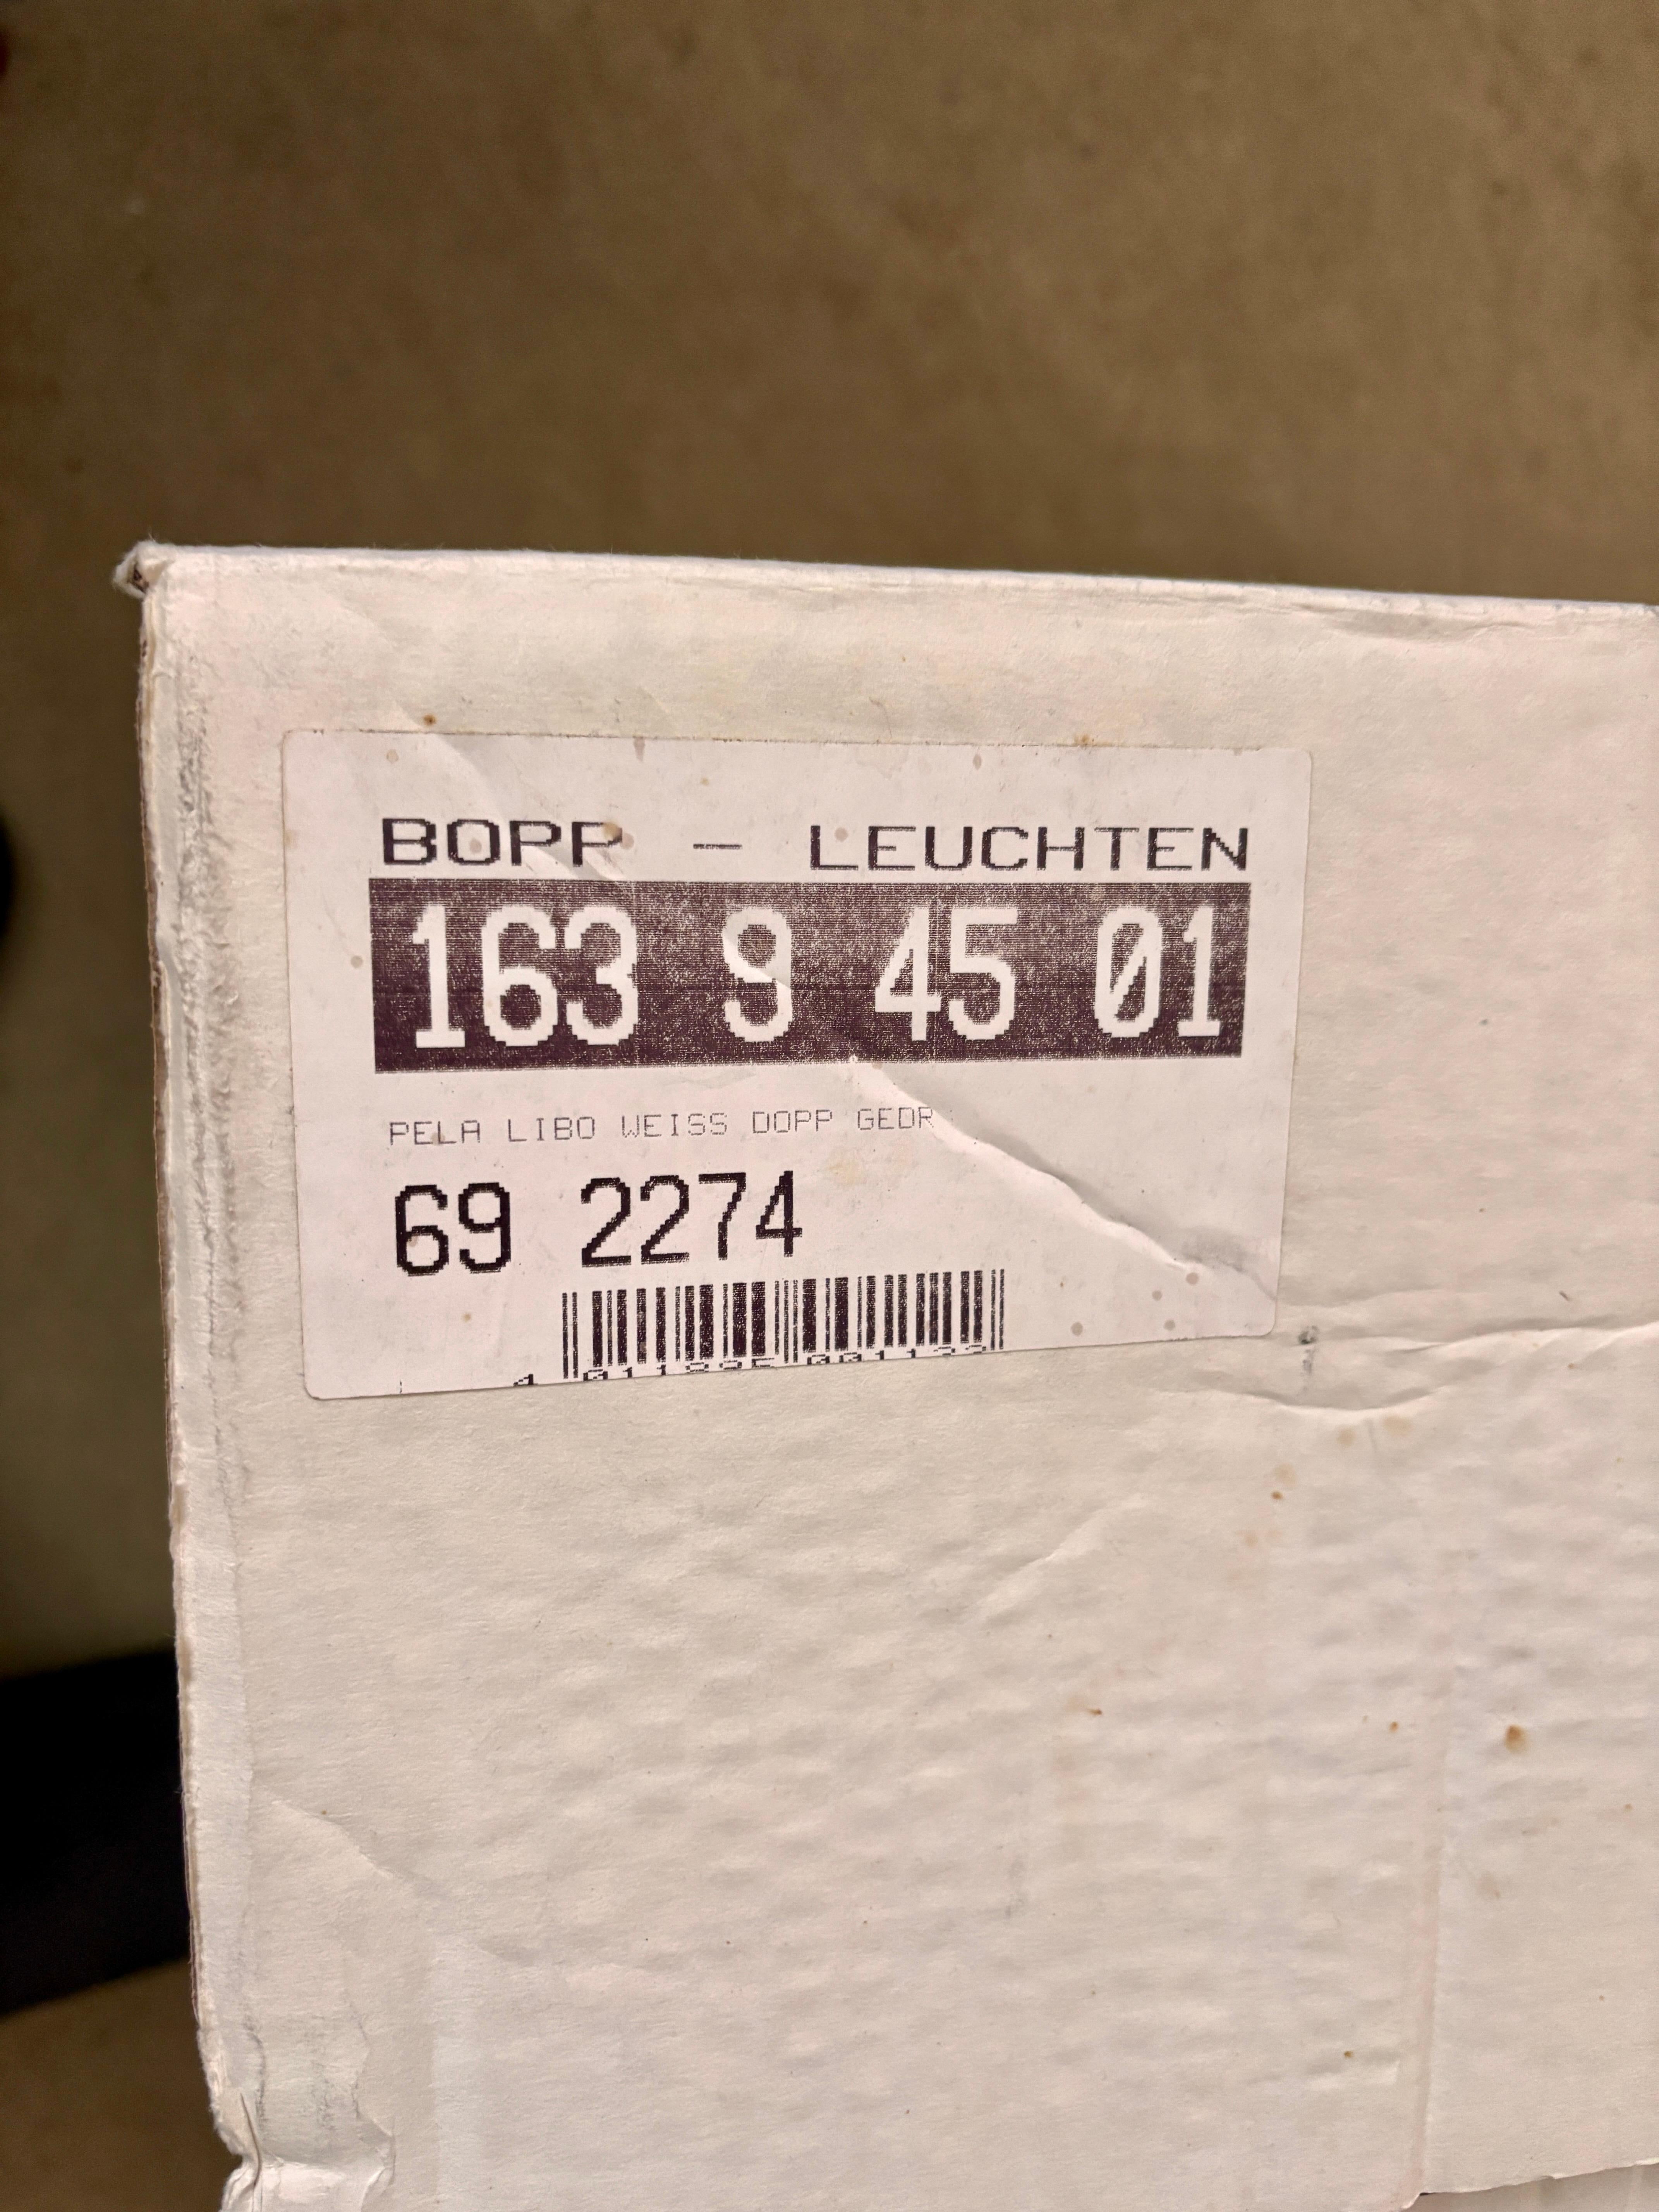 BOPP - LEUCHTEN
163 9 45 01
PELA LIBO WEISS DOPP GEDR
69 2274